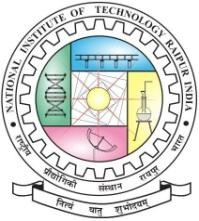 NATIONAL INSTITUTE OF TECHNOLOGY RAIPUR INDIA
राष्ट्रीय प्रौद्योगिकी संस्थान रायपुर भारत
नित्यं यातु शुभोदयम्